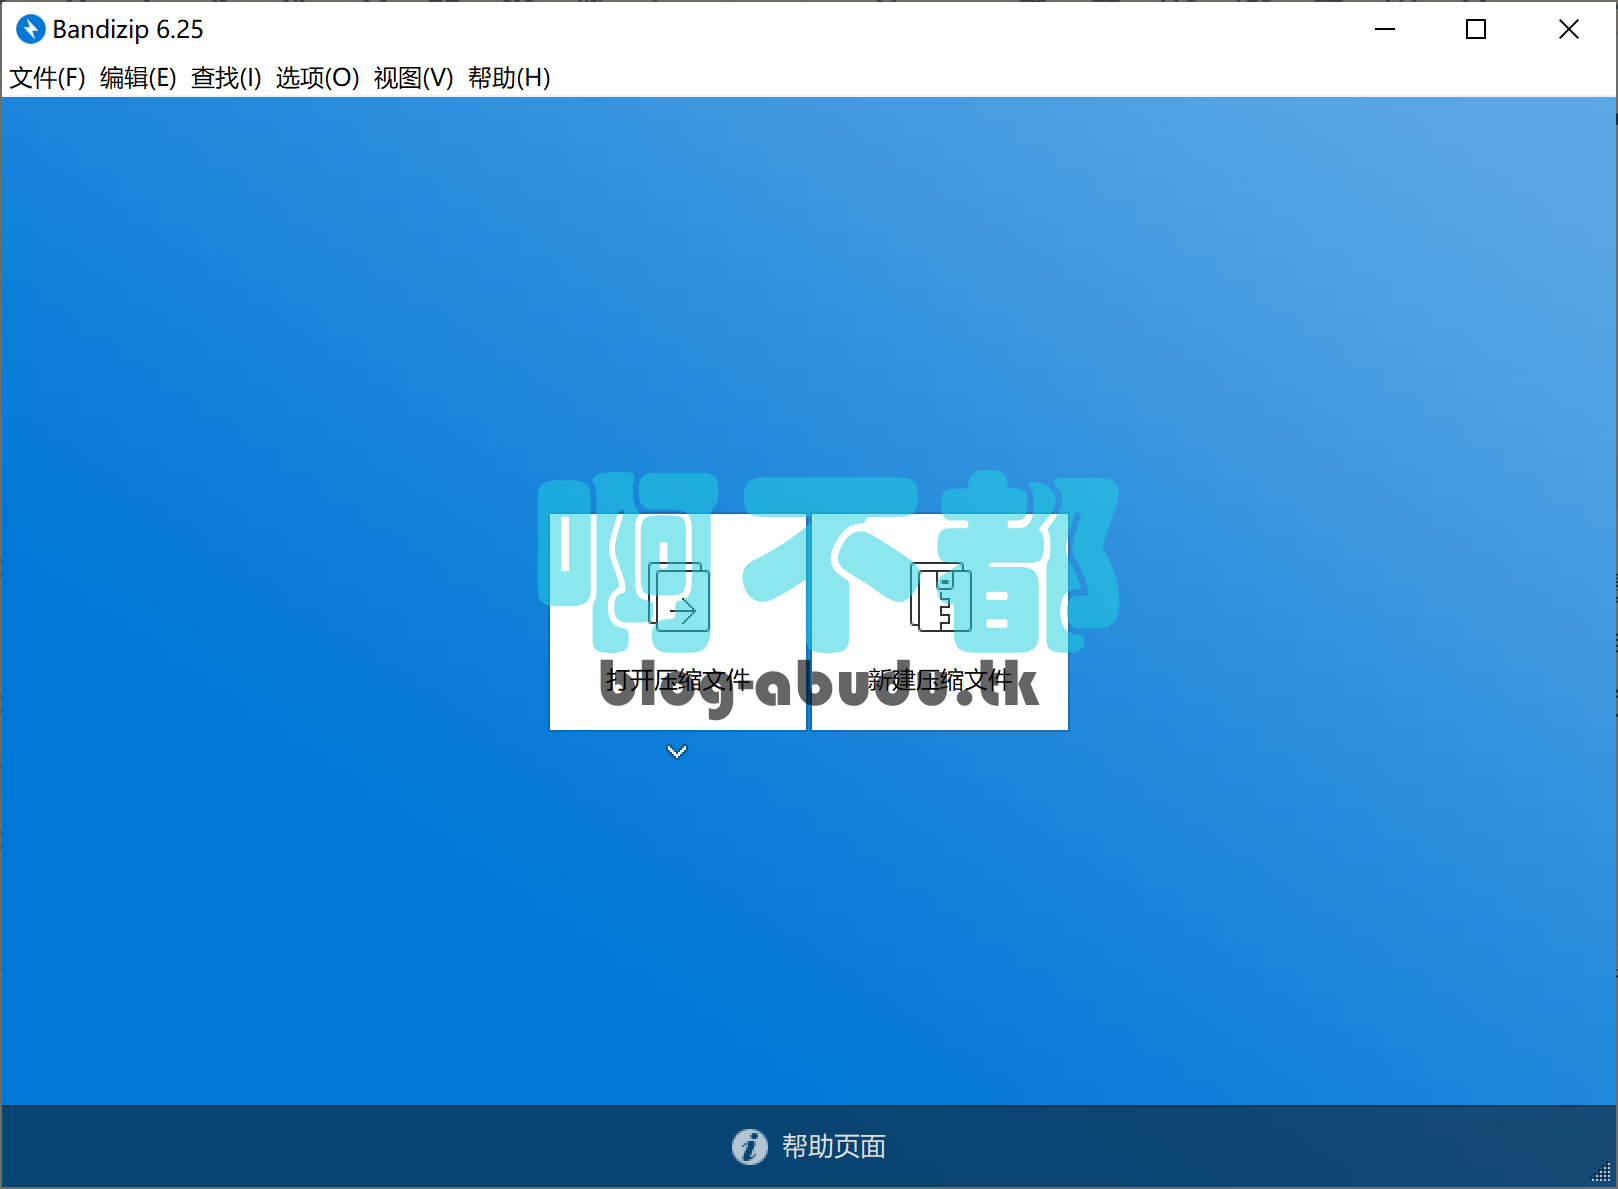 Bandizip 6.25
文件(F) 编辑(E) 查找(I) 选项(O) 视图(V) 帮助(H)
啊不都
打开压缩文件 新建压缩文件
blog-abudu.tk
帮助页面